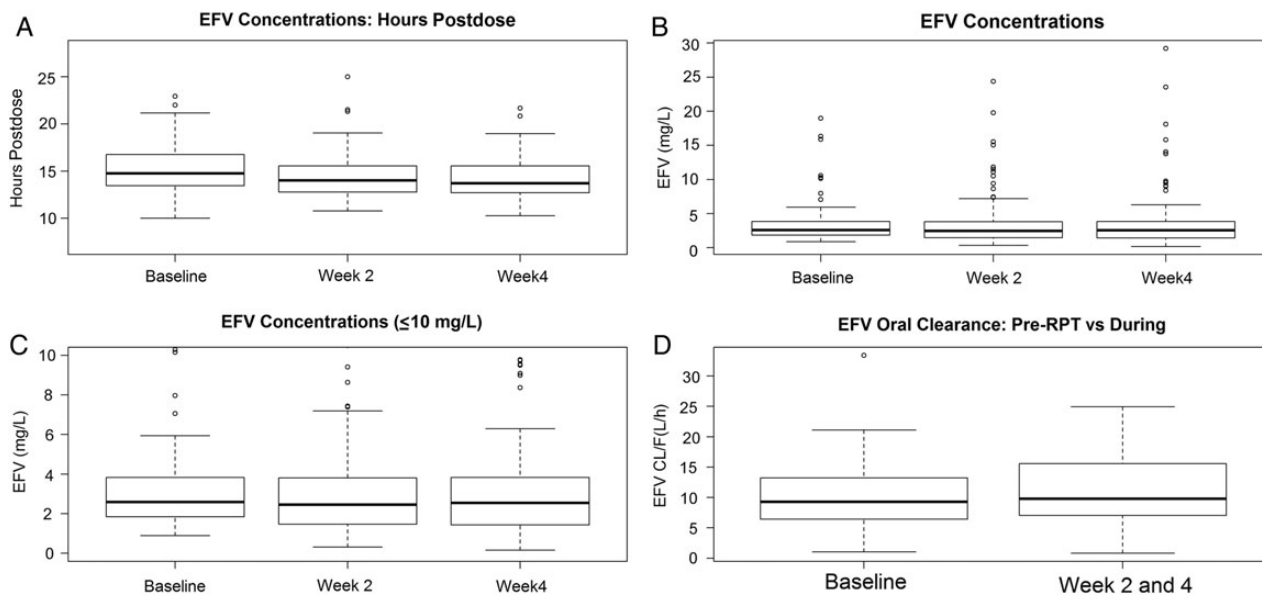 A
EFV Concentrations: Hours Postdose
Hours Postdose
25
20
15
10
Baseline
Week 2
Week4
B
EFV Concentrations
EFV (mg/L)
30
25
20
15
10
5
0
Baseline
Week 2
Week4
C
EFV Concentrations (≤10 mg/L)
EFV (mg/L)
10
8
6
4
2
0
Baseline
Week 2
Week4
D
EFV Oral Clearance: Pre-RPT vs During
EFV CL/F(L/h)
30
25
20
15
10
5
0
Baseline
Week 2 and 4